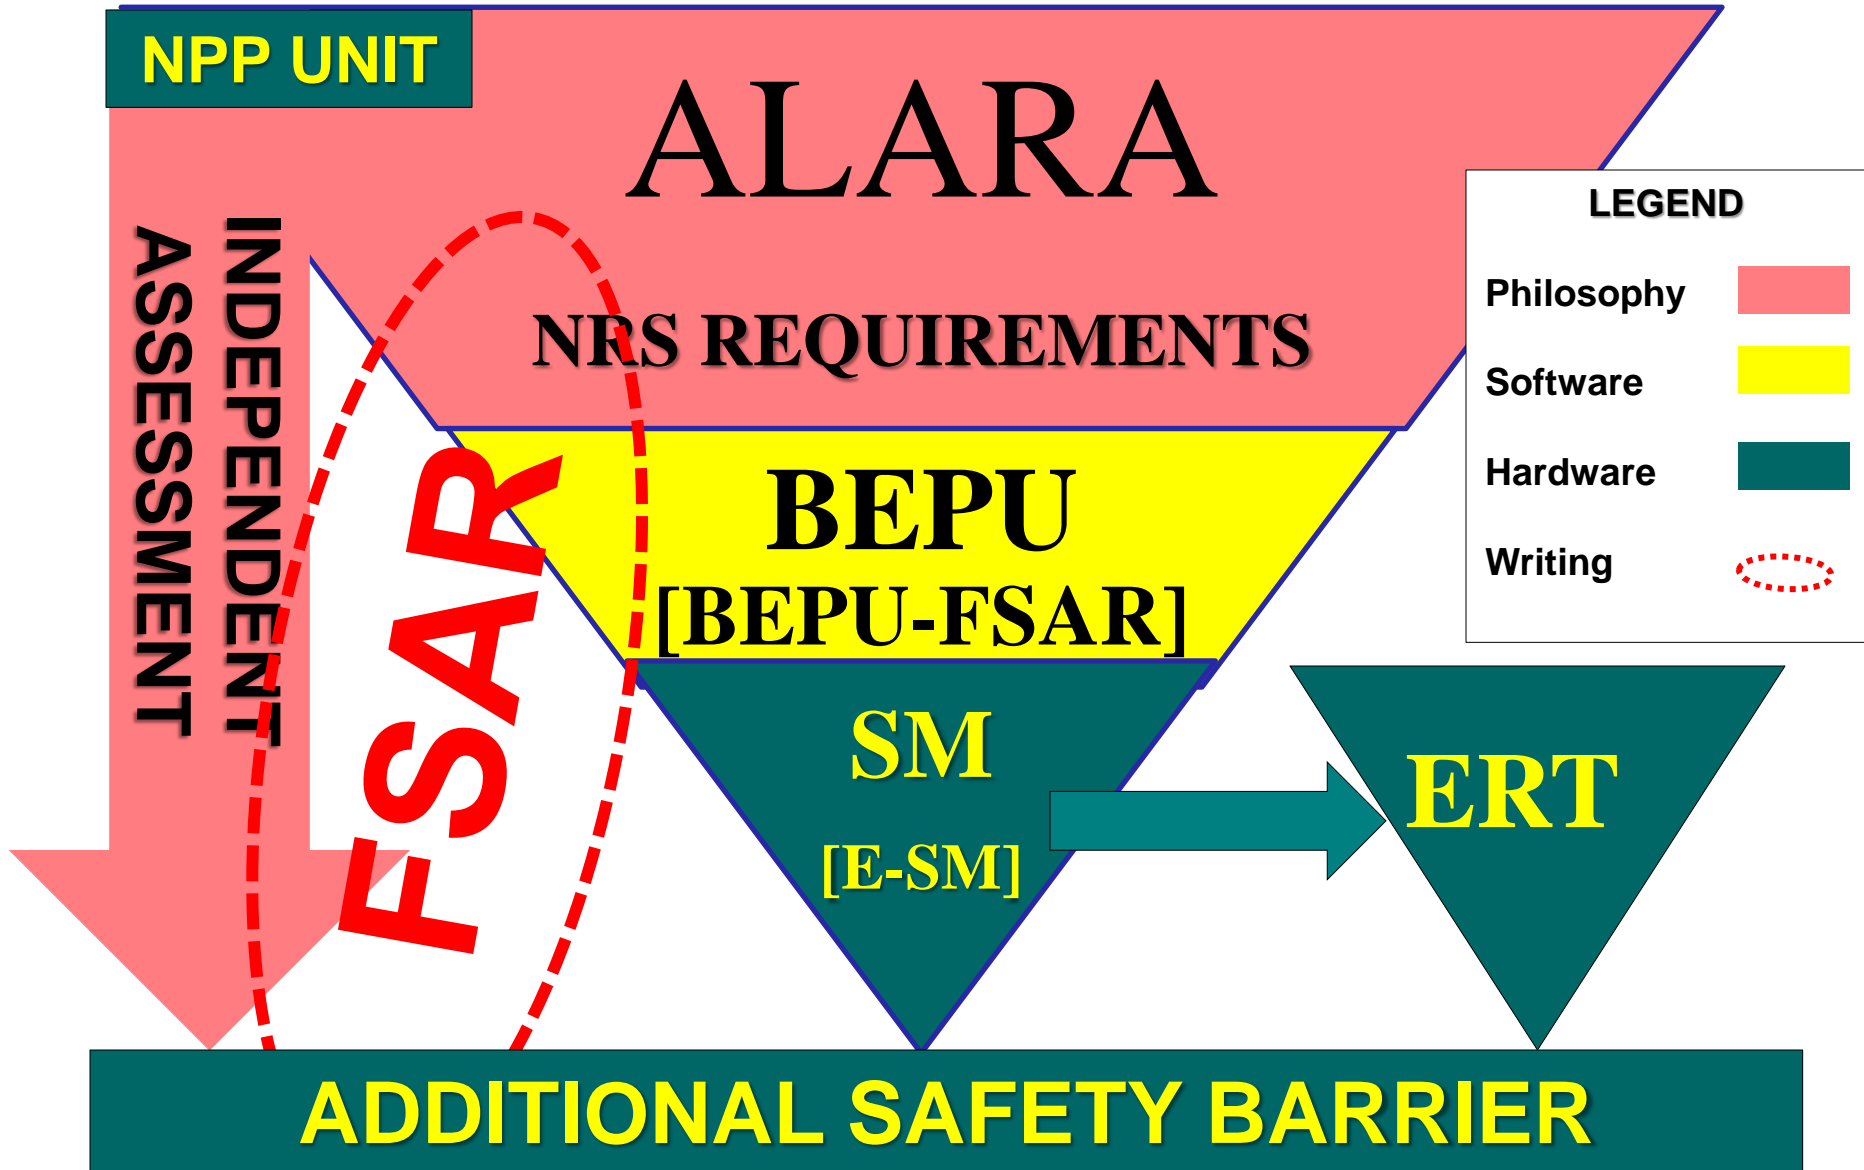 NPP UNIT
ALARA
NRS REQUIREMENTS
INDEPENDENT
ASSESSMENT
FSAR
BEPU
[BEPU-FSAR]
SM
[E-SM]
ERT
LEGEND
Philosophy
Software
Hardware
Writing
ADDITIONAL SAFETY BARRIER